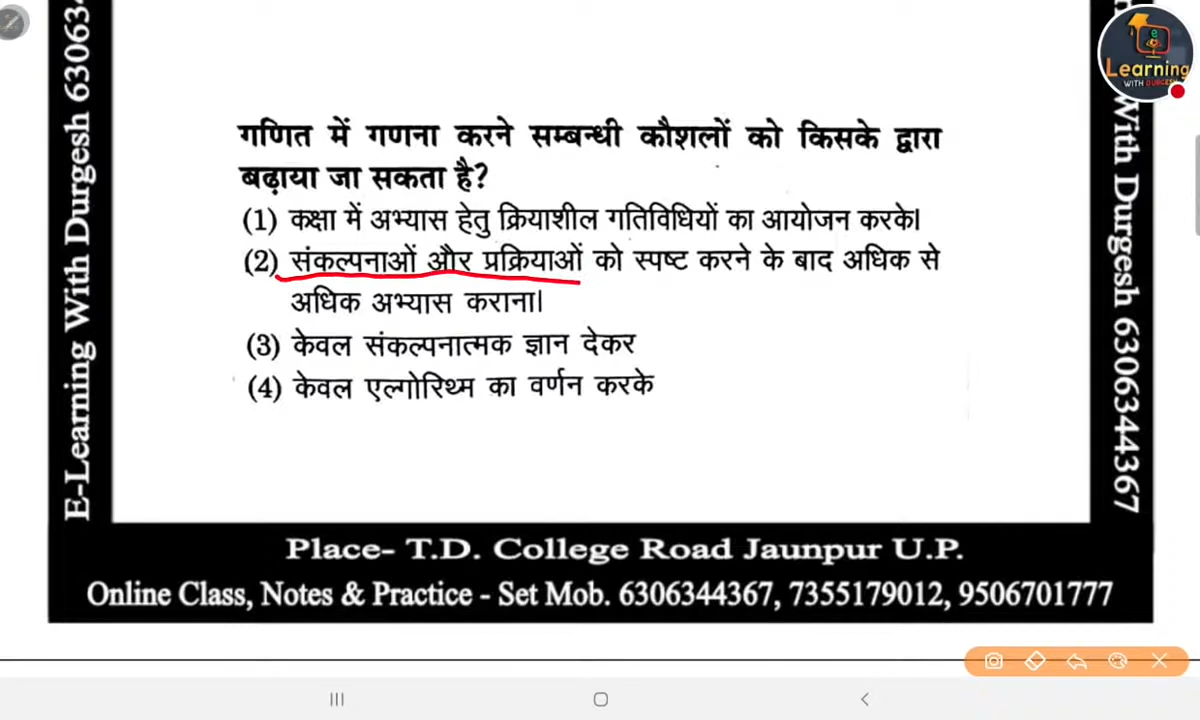 E-Learning With Durgesh 63063
e
Learning
WITH DURGESH
With Durgesh 6306344367
गणित में गणना करने सम्बन्धी कौशलों को किसके द्वारा
बढ़ाया जा सकता है?
(1) कक्षा में अभ्यास हेतु क्रियाशील गतिविधियों का आयोजन करके।
(2) संकल्पनाओं और प्रक्रियाओं को स्पष्ट करने के बाद अधिक से
अधिक अभ्यास कराना।
(3) केवल संकल्पनात्मक ज्ञान देकर
(4) केवल एल्गोरिथ्म का वर्णन करके
Place- T.D. College Road Jaunpur U.P.
Online Class, Notes & Practice - Set Mob. 6306344367, 7355179012, 9506701777